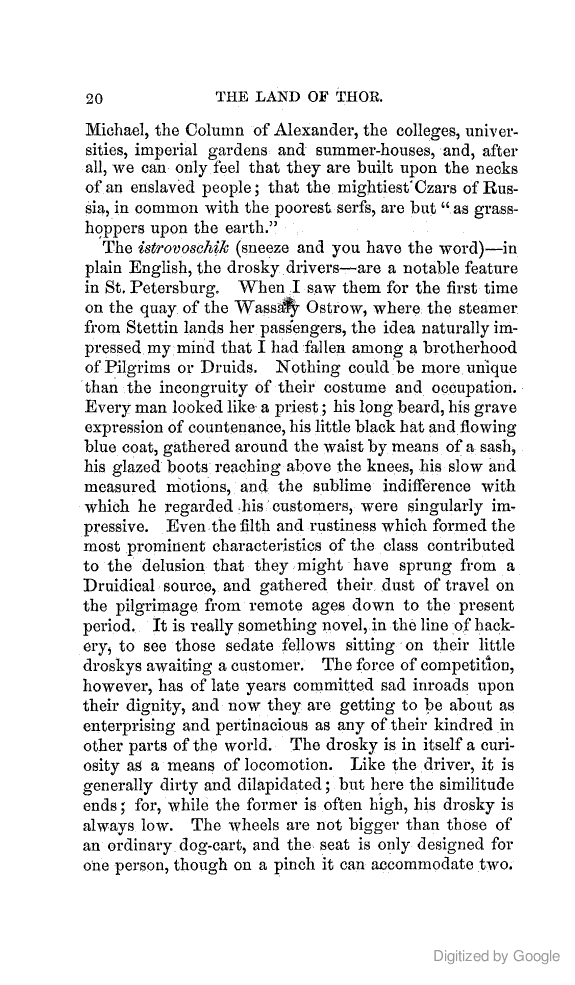 20 THE LAND OF THOR.
Michael, the Column of Alexander, the colleges, univer-
sities, imperial gardens and summer-houses, and, after
all, we can only feel that they are built upon the necks
of an enslaved people; that the mightiest Czars of Rus-
sia, in common with the poorest serfs, are but “as grass-
hoppers upon the earth.”
The istrovoschik (sneeze and you have the word)—in
plain English, the drosky drivers—are a notable feature
in St. Petersburg. When I saw them for the first time
on the quay of the Ostrow, where the steamer
from Stettin lands her passengers, the idea naturally im-
pressed my mind that I had fallen among a brotherhood
of Pilgrims or Druids. Nothing could be more unique
than the incongruity of their costume and occupation.
Every man looked like a priest; his long beard, his grave
expression of countenance, his little black hat and flowing
blue coat, gathered around the waist by means of a sash,
his glazed boots reaching above the knees, his slow and
measured motions, and the sublime indifference with
which he regarded his customers, were singularly im-
pressive. Even the filth and rustiness which formed the
most prominent characteristics of the class contributed
to the delusion that they might have sprung from a
Druidical source, and gathered their dust of travel on
the pilgrimage from remote ages down to the present
period. It is really something novel, in the line of hack-
ery, to see those sedate fellows sitting on their little
droskys awaiting a customer. The force of competition,
however, has of late years committed sad inroads upon
their dignity, and now they are getting to be about as
enterprising and pertinacious as any of their kindred in
other parts of the world. The drosky is in itself a curi-
osity as a means of locomotion. Like the driver, it is
generally dirty and dilapidated; but here the similitude
ends; for, while the former is often high, his drosky is
always low. The wheels are not bigger than those of
an ordinary dog-cart, and the seat is only designed for
one person, though on a pinch it can accommodate two.
Digitized by Google